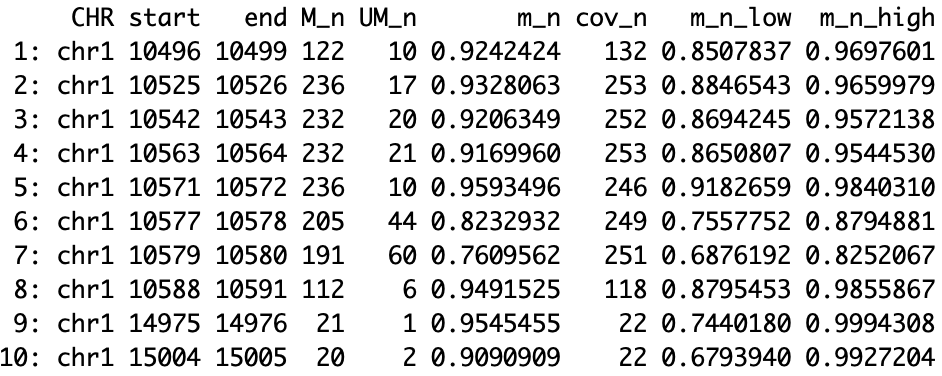 CHR start end M_n UM_n m_n cov_n m_n_low m_n_high
1: chr1 10496 10499 122 10 0.9242424 132 0.8507837 0.9697601
2: chr1 10525 10526 236 17 0.9328063 253 0.8846543 0.9659979
3: chr1 10542 10543 232 20 0.9206349 252 0.8694245 0.9572138
4: chr1 10563 10564 232 21 0.9169960 253 0.8650807 0.9544530
5: chr1 10571 10572 236 10 0.9593496 246 0.9182659 0.9840310
6: chr1 10577 10578 205 44 0.8232932 249 0.7557752 0.8794881
7: chr1 10579 10580 191 60 0.7609562 251 0.6876192 0.8252067
8: chr1 10588 10591 112 6 0.9491525 118 0.8795453 0.9855867
9: chr1 14975 14976 21 1 0.9545455 22 0.7440180 0.9994308
10: chr1 15004 15005 20 2 0.9090909 22 0.6793940 0.9927204